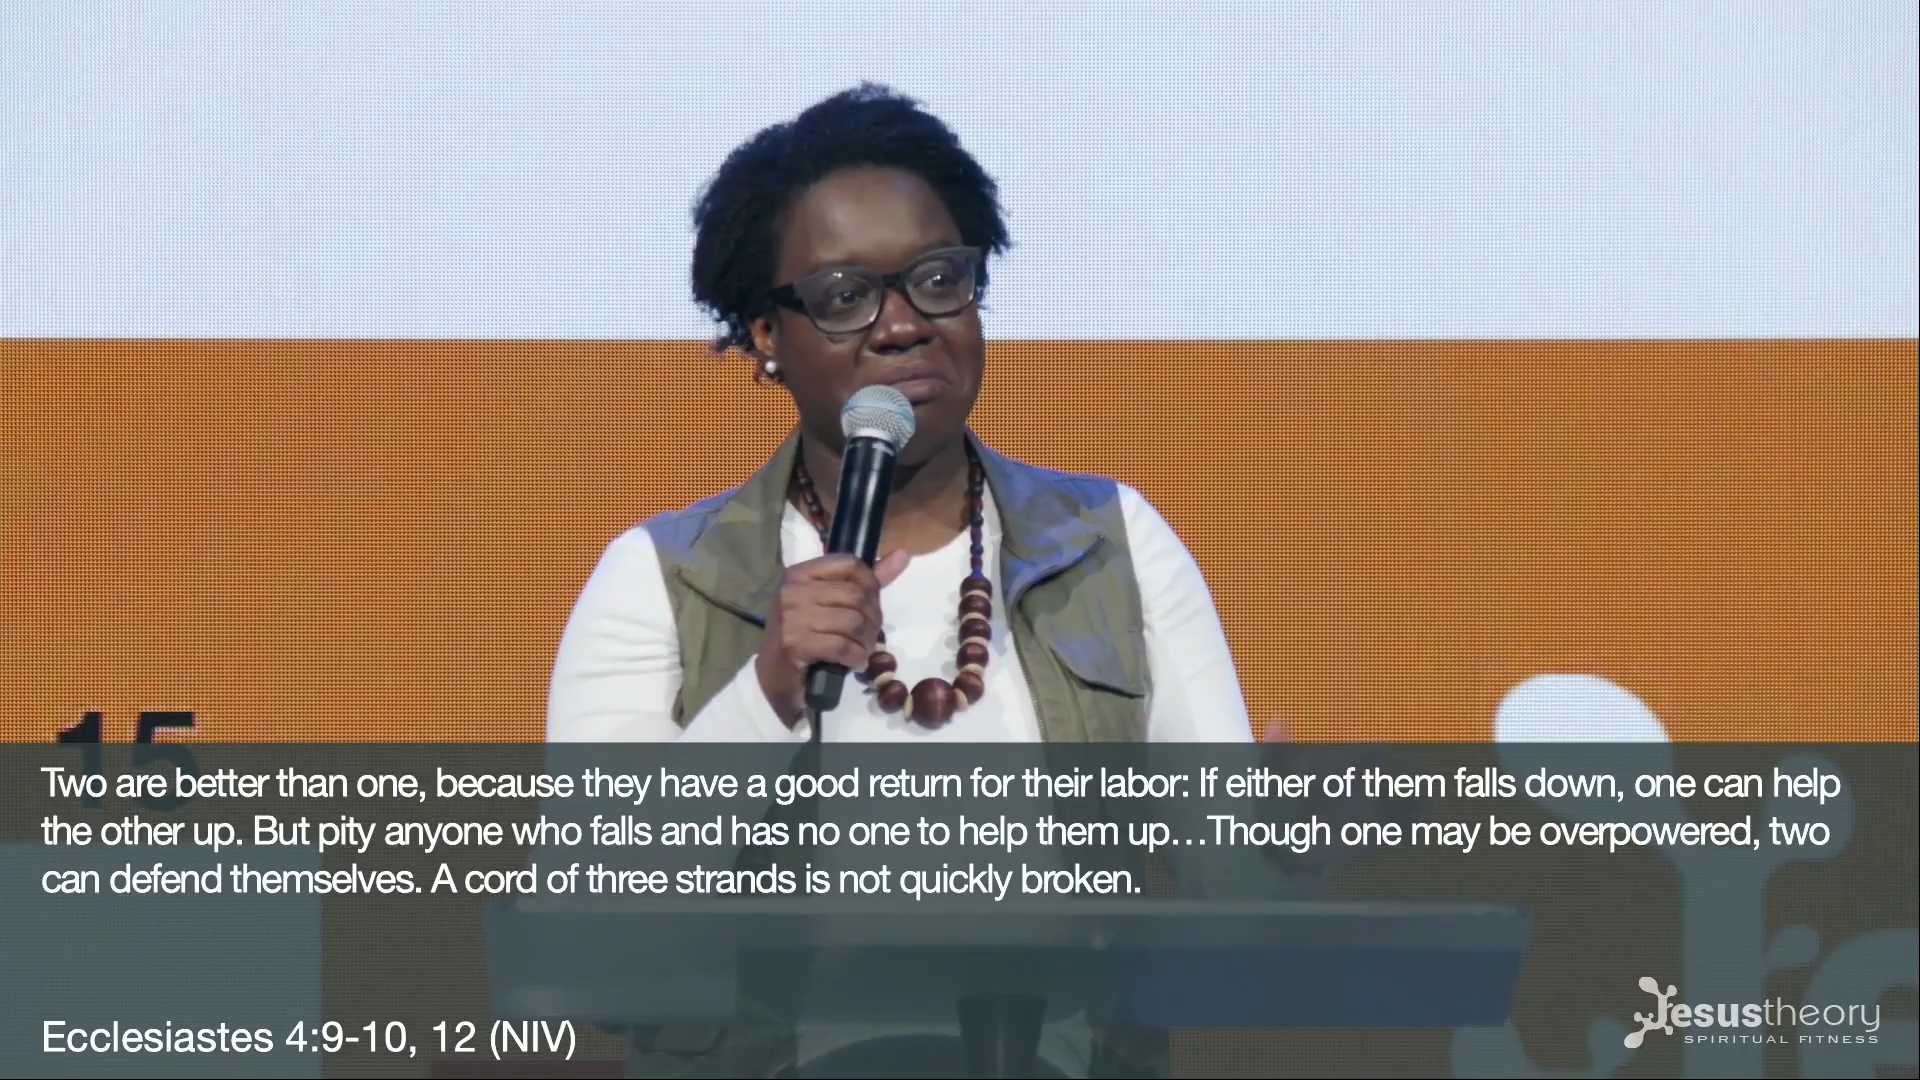 15
Two are better than one, because they have a good return for their labor: If either of them falls down, one can help
the other up. But pity anyone who falls and has no one to help them up…Though one may be overpowered, two
can defend themselves. A cord of three strands is not quickly broken.
Ecclesiastes 4:9-10, 12 (NIV)
Jesustheory
SPIRITUAL FITNESS